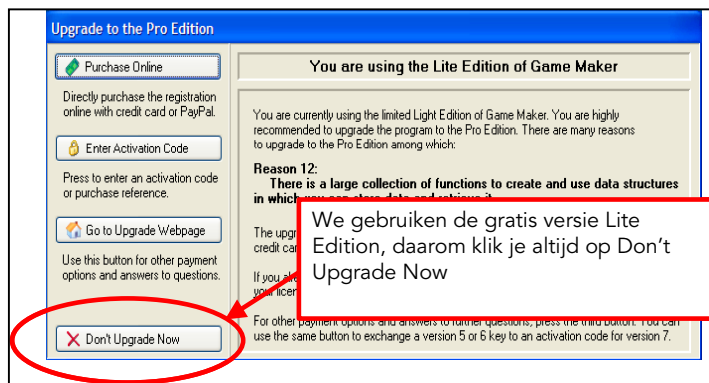 Upgrade to the Pro Edition
Purchase Online
Directly purchase the registration
online with credit card or PayPal.
Enter Activation Code
Press to enter an activation code
or purchase reference.
Go to Upgrade Webpage
Use this button for other payment
options and answers to questions.
Don't Upgrade Now
You are using the Lite Edition of Game Maker
You are currently using the limited Light Edition of Game Maker. You are highly
recommended to upgrade the program to the Pro Edition. There are many reasons
to upgrade to the Pro Edition among which:
Reason 12:
There is a large collection of functions to create and use data structures
in which you can store data and retrieve it
The upgr
credit car
If you al
your licen
For other payment options and answers to further questions, press the third button. You can
use the same button to exchange a version 5 or 6 key to an activation code for version 7.
We gebruiken de gratis versie Lite
Edition, daarom klik je altijd op Don't
Upgrade Now